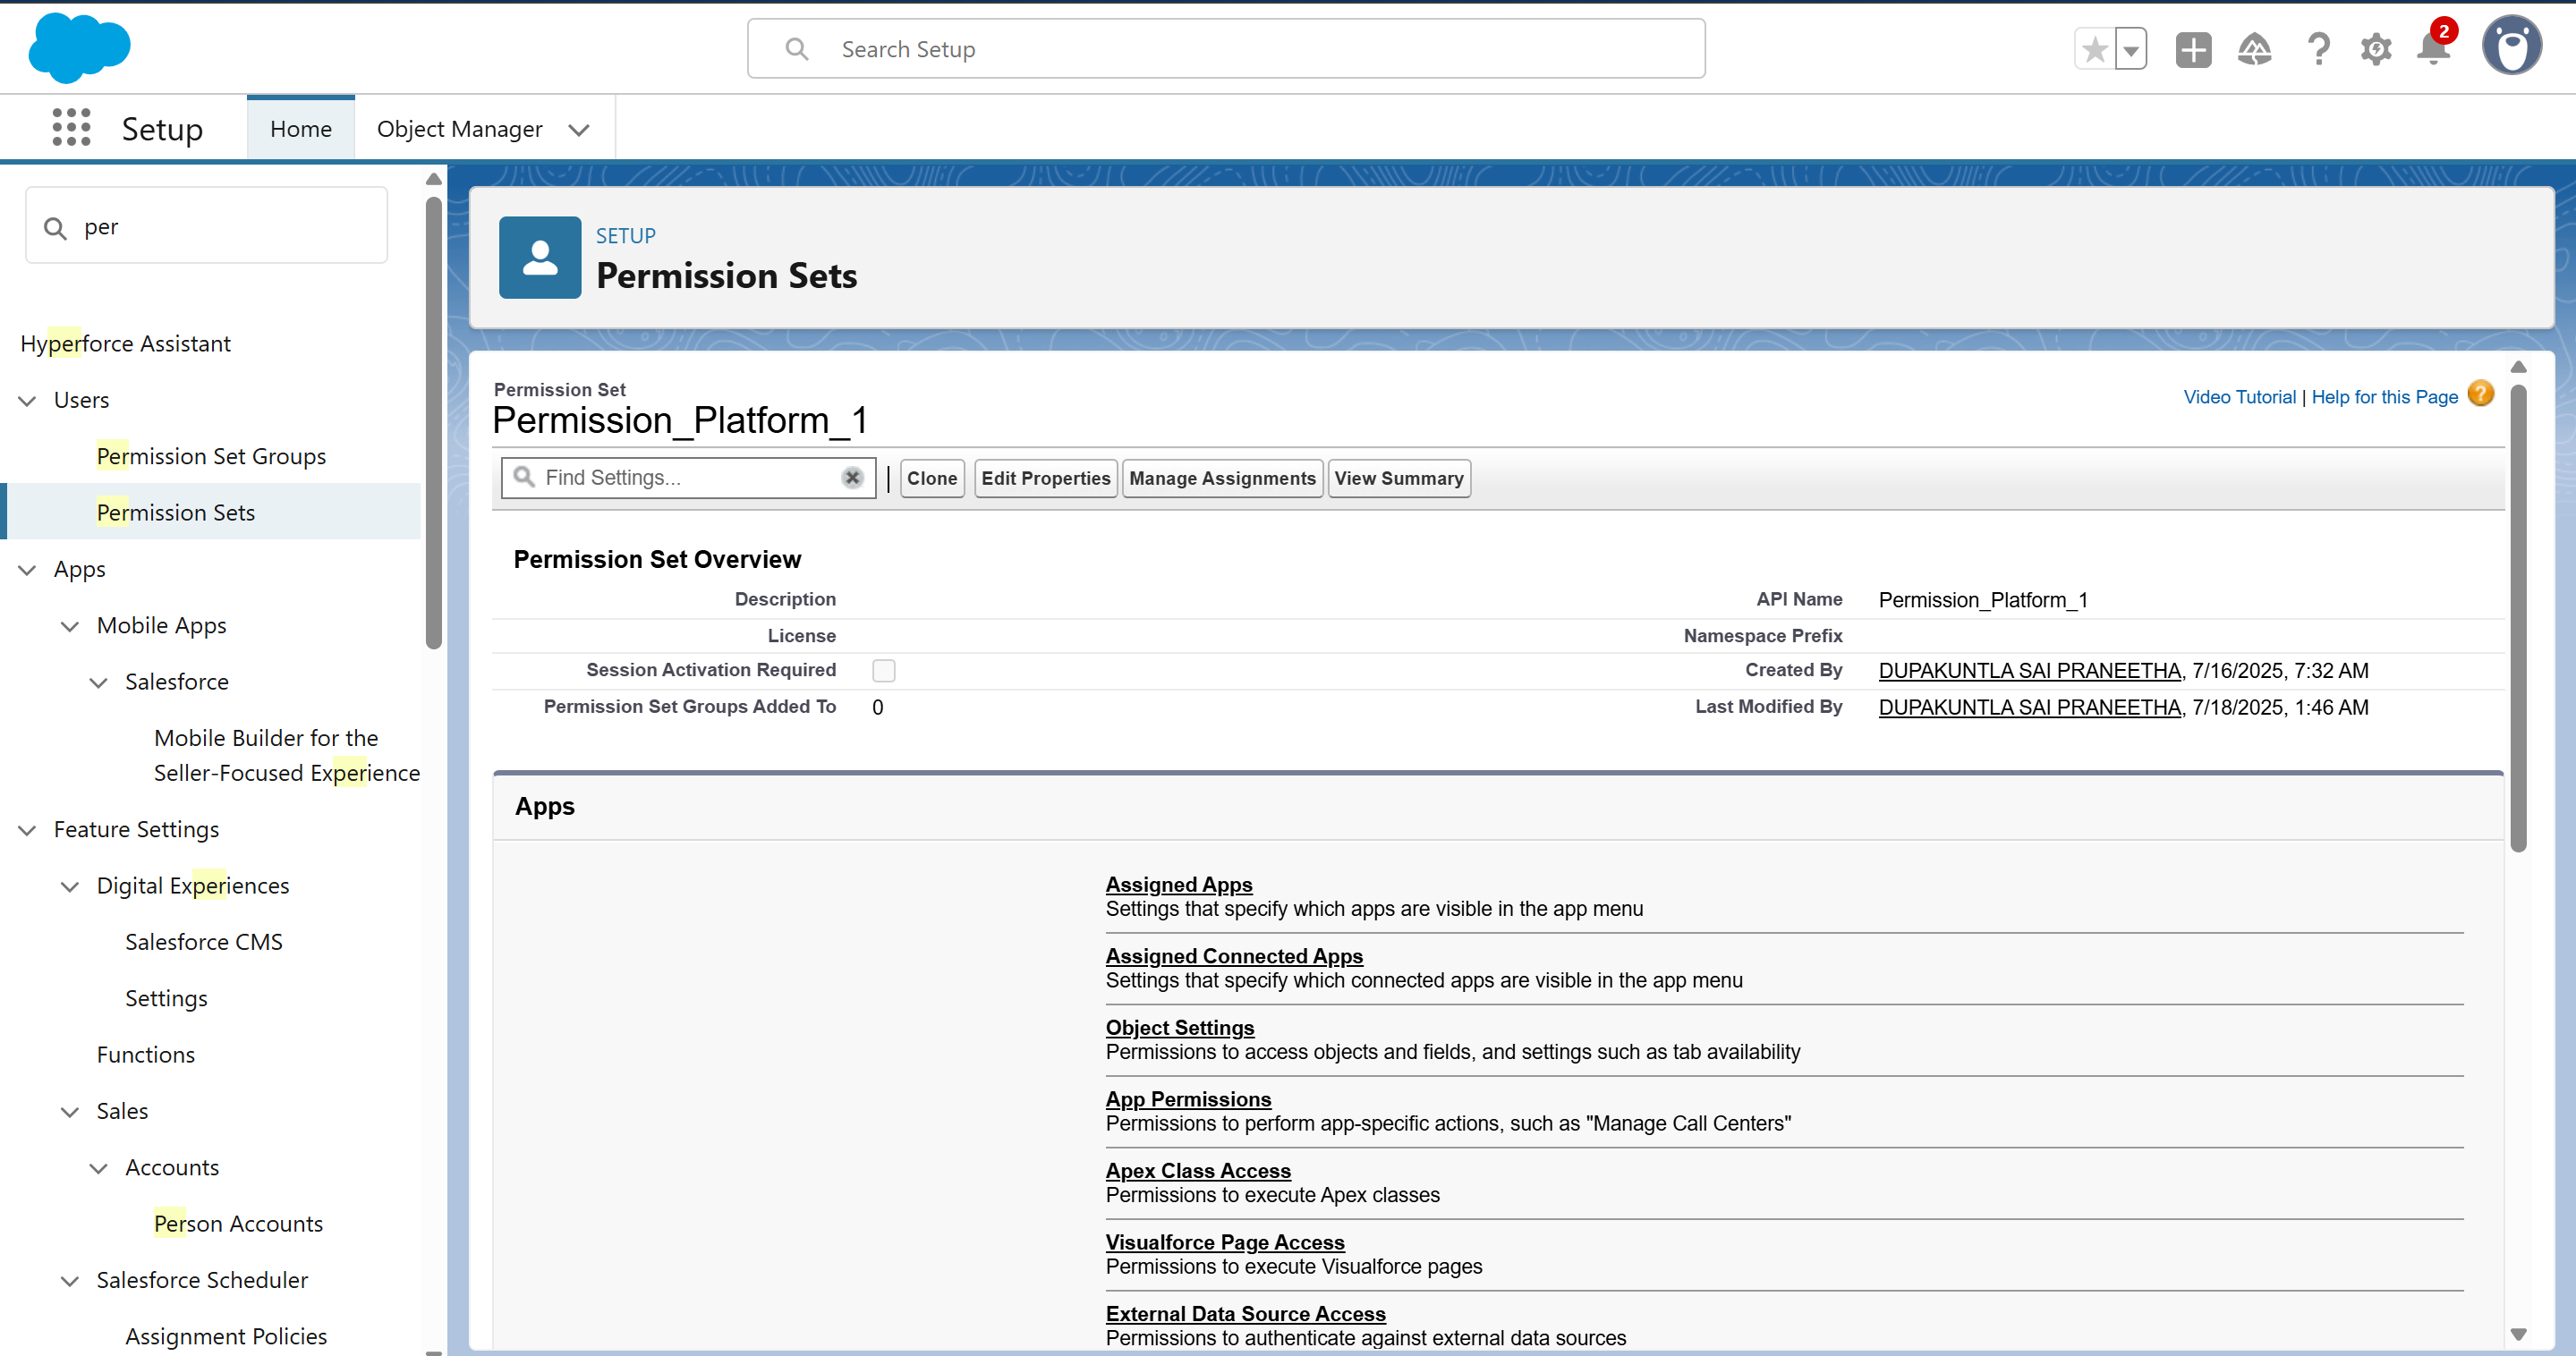 Search Setup
2
Setup
Home
Object Manager
per
Hyperforce Assistant
Users
Permission Set Groups
Permission Sets
Apps
Mobile Apps
Salesforce
Mobile Builder for the
Seller-Focused Experience
Feature Settings
Digital Experiences
Salesforce CMS
Settings
Functions
Sales
Accounts
Person Accounts
Salesforce Scheduler
Assignment Policies
SETUP
Permission Sets
Permission Set
Permission_Platform_1
Video Tutorial | Help for this Page ?
Find Settings...
Clone
Edit Properties
Manage Assignments
View Summary
Permission Set Overview
Description
API Name Permission_Platform_1
License
Namespace Prefix
Session Activation Required
Created By DUPAKUNTLA SAI PRANEETHA, 7/16/2025, 7:32 AM
Permission Set Groups Added To 0
Last Modified By DUPAKUNTLA SAI PRANEETHA, 7/18/2025, 1:46 AM
Apps
Assigned Apps
Settings that specify which apps are visible in the app menu
Assigned Connected Apps
Settings that specify which connected apps are visible in the app menu
Object Settings
Permissions to access objects and fields, and settings such as tab availability
App Permissions
Permissions to perform app-specific actions, such as "Manage Call Centers"
Apex Class Access
Permissions to execute Apex classes
Visualforce Page Access
Permissions to execute Visualforce pages
External Data Source Access
Permissions to authenticate against external data sources